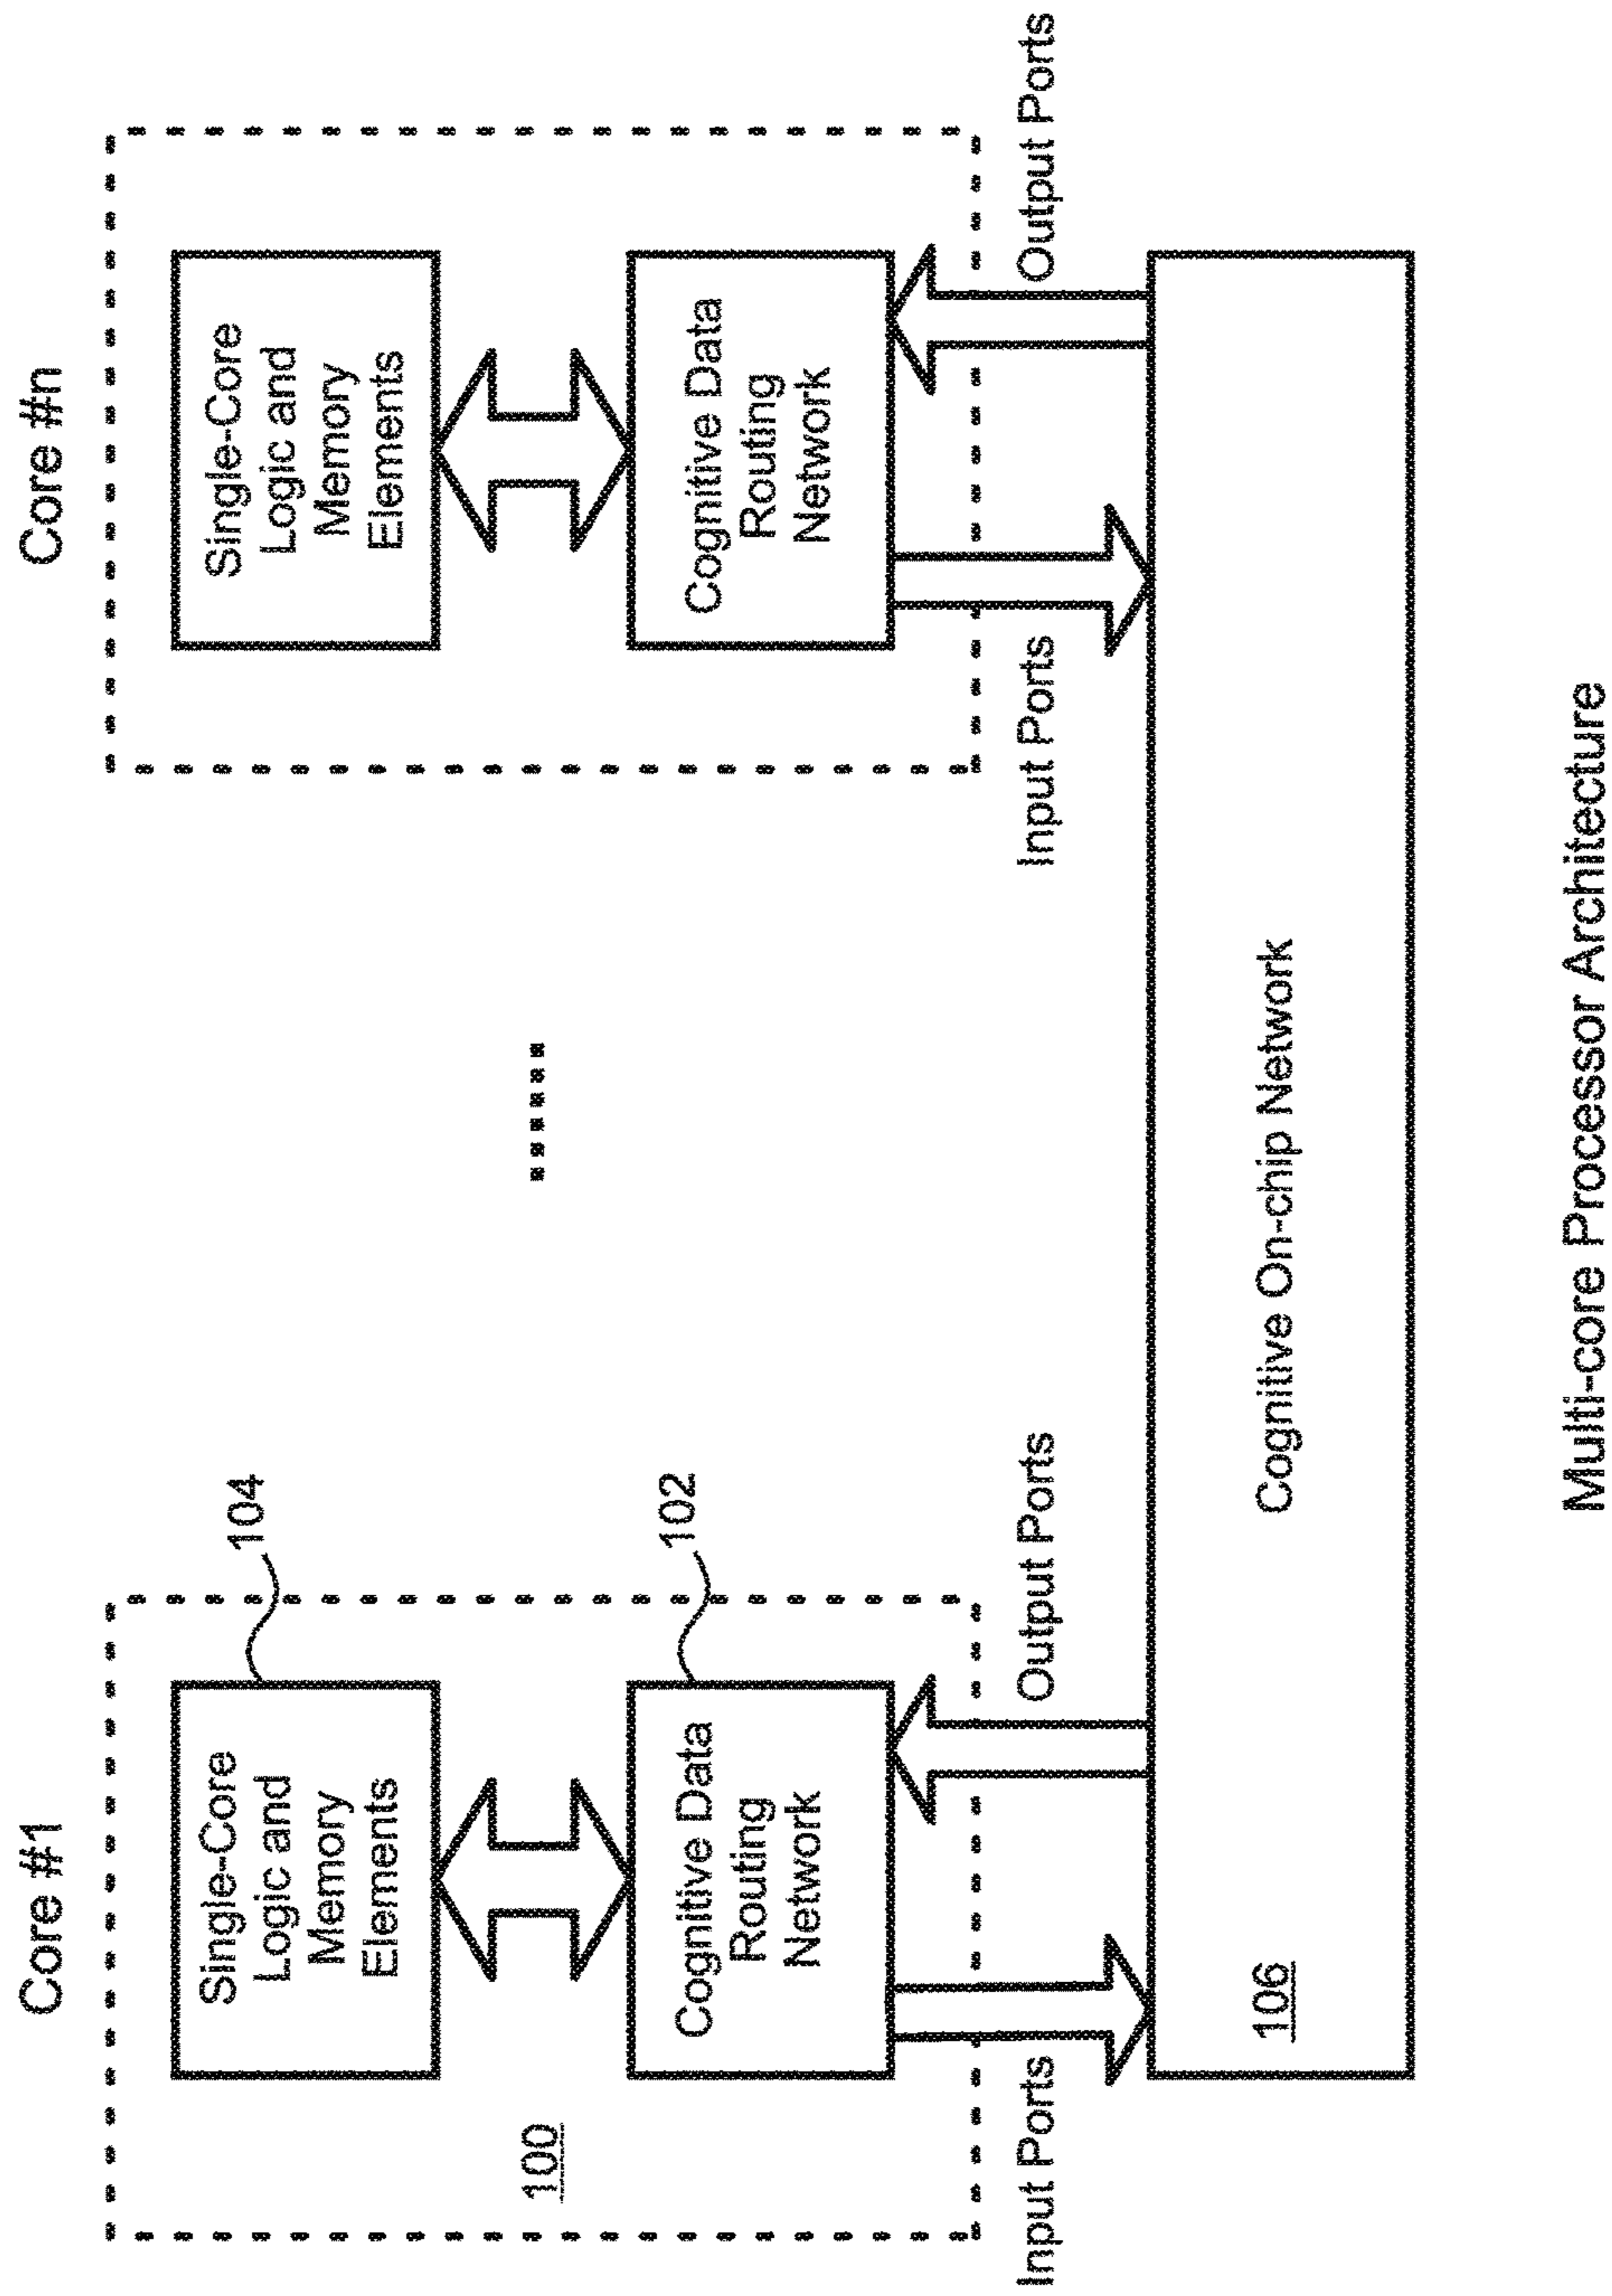 Core #1
Core #n
Single-Core
Logic and
Memory
Elements
104
Single-Core
Logic and
Memory
Elements
100
Cognitive Data
Routing
Network
102
Cognitive Data
Routing
Network
Input Ports
Output Ports
Input Ports
Output Ports
106
Cognitive On-chip Network
Multi-core Processor Architecture